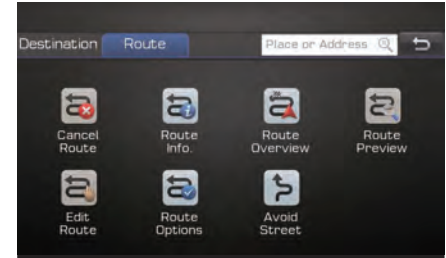 Destination
Route
Place or Address
Cancel
Route
Route
Info.
Route
Overview
Route
Preview
Edit
Route
Route
Options
Avoid
Street